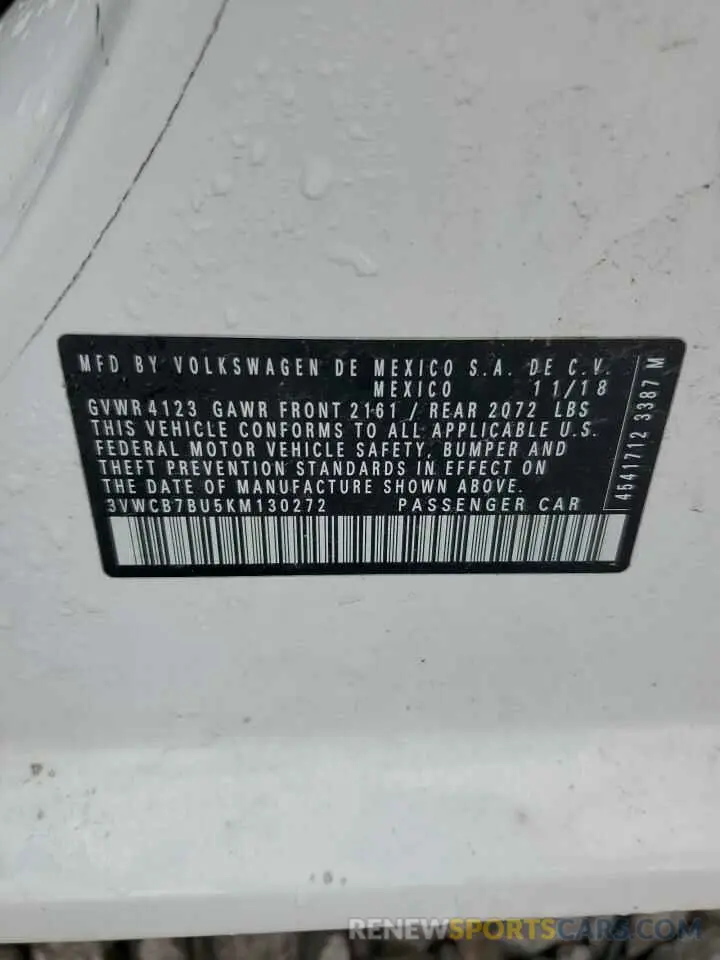 MFD BY VOLKSWAGEN DE MEXICO S.A. DE C.V.
MEXICO 11/18
GVWR 4123 GAWR FRONT 2161 / REAR 2072 LBS
THIS VEHICLE CONFORMS TO ALL APPLICABLE U.S.
FEDERAL MOTOR VEHICLE SAFETY, BUMPER AND
THEFT PREVENTION STANDARDS IN EFFECT ON
THE DATE OF MANUFACTURE SHOWN ABOVE.
3VWCB7BU5KM130272 PASSENGER CAR
4541712 3387 M
RENEWSPORTSCARS.COM